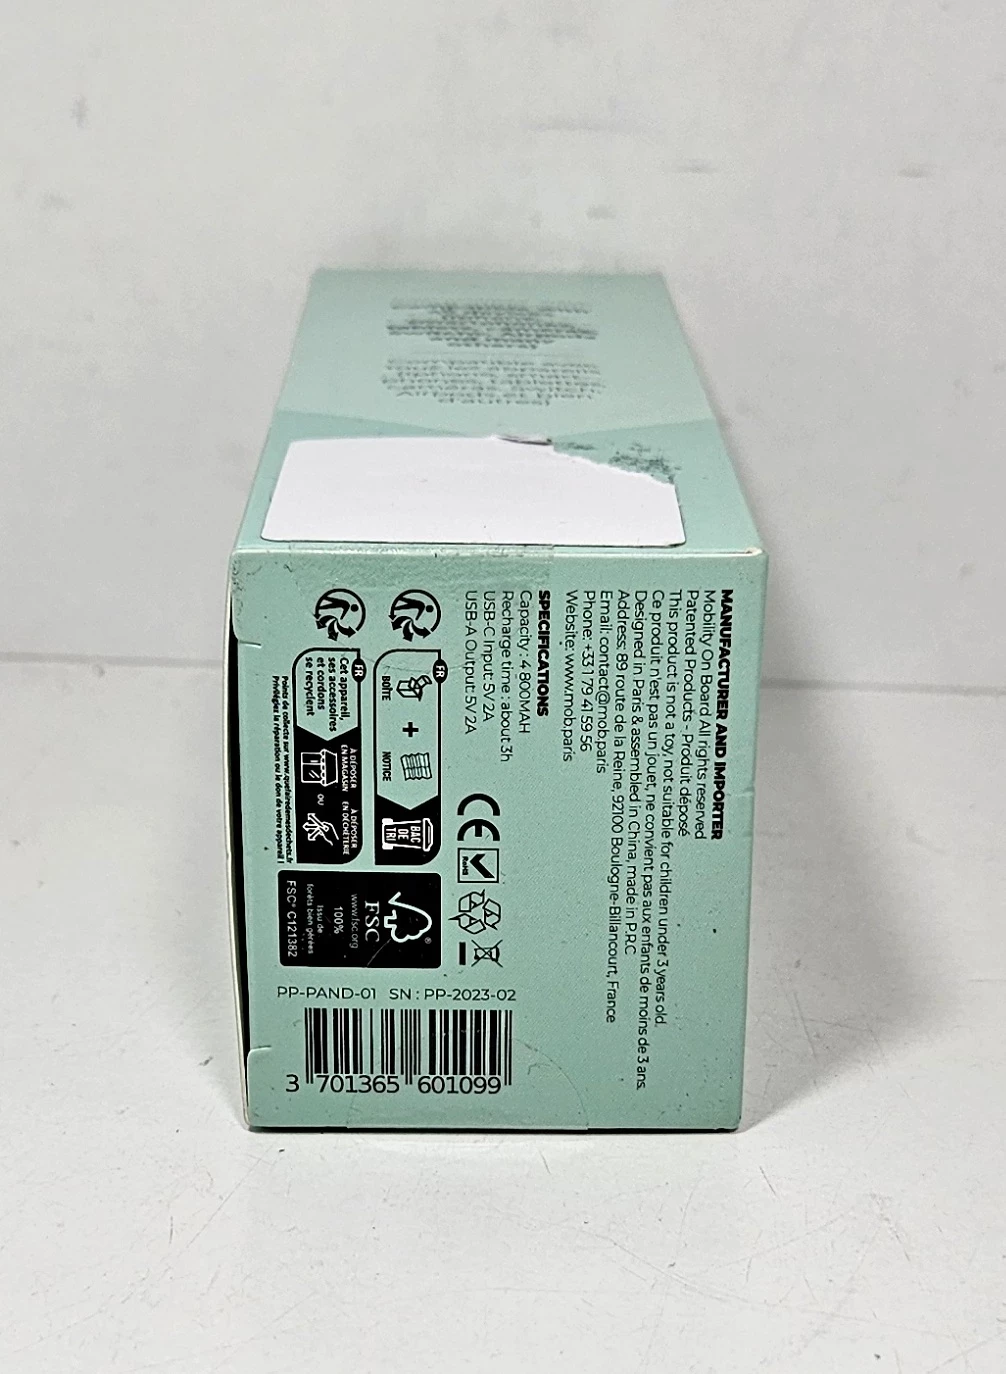 MANUFACTURER AND IMPORTER
Mobility On Board All rights reserved
Patented Products - Produit déposé
This product is not a toy, not suitable for children under 3 years old.
Ce produit n'est pas un jouet, ne convient pas aux enfants de moins de 3 ans.
Designed in Paris & assembled in China, made in P.R.C
Address: 89 route de la Reine, 92100 Boulogne-Billancourt, France
Email: contact@mob.paris
Phone: +33 1 79 41 59 56
Website: www.mob.paris
SPECIFICATIONS
Capacity : 4 800MAH
Recharge time : about 3h
USB-C Input: 5V 2A
USB-A Output: 5V 2A
CE
RoHS
FR
BOÎTE
+
NOTICE
BAC
DE
TRI
FR
Cet appareil,
ses accessoires
et cordons
se recyclent
À DÉPOSER
EN MAGASIN
OU
À DÉPOSER
EN DÉCHÈTERIE
Points de collecte sur www.quefairedemesdechets.fr
Privilégiez la réparation ou le don de votre appareil !
FSC
www.fsc.org
100%
Issu de
forêts bien gérées
FSC® C121382
PP-PAND-01 SN : PP-2023-02
3 701365 601099